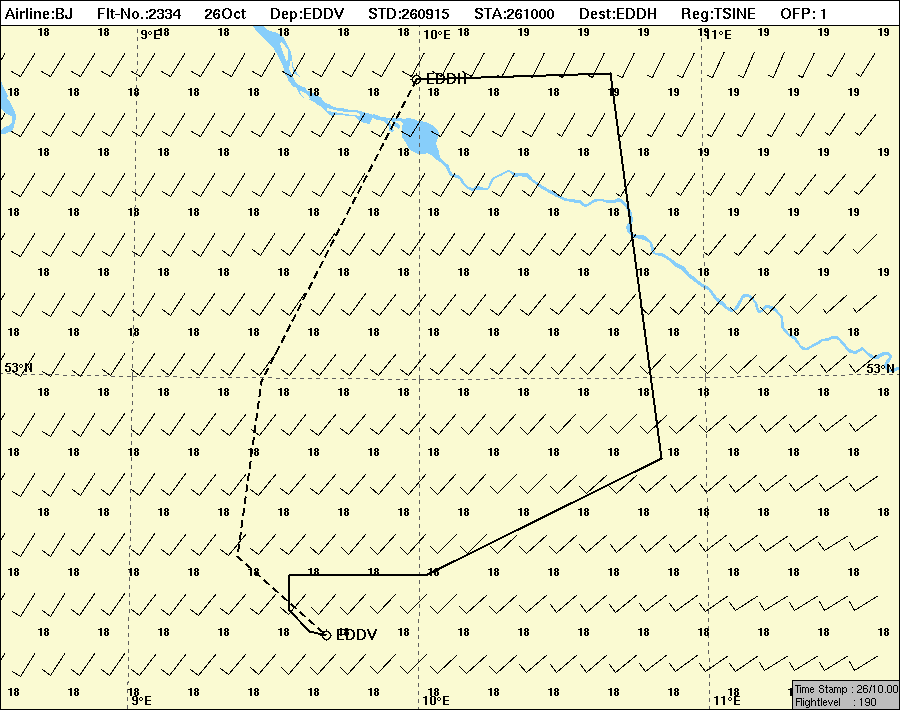 Airline:BJ Flt-No.:2334 26Oct Dep:EDDV STD:260915 STA:261000 Dest:EDDH Reg:TSINE OFP: 1
18 18 18 18 18 18 18 18 19 19 19 19 19 19 19
9°E 10°E 11°E
EDDH
18 18 18 18 18 18 18 18 18 18 19 19 19 19 19
18 18 18 18 18 18 18 18 18 18 18 19 19 19 19
18 18 18 18 18 18 18 18 18 18 18 18 19 19 19
18 18 18 18 18 18 18 18 18 18 18 18 18 19 19
18 18 18 18 18 18 18 18 18 18 18 18 18 18 18
53°N 53°N
18 18 18 18 18 18 18 18 18 18 18 18 18 18 18
18 18 18 18 18 18 18 18 18 18 18 18 18 18 18
18 18 18 18 18 18 18 18 18 18 18 18 18 18 18
18 18 18 18 18 18 18 18 18 18 18 18 18 18 18
18 18 18 18 18 18 18 18 18 18 18 18 18 18 18
EDDV
18 18 18 18 18 18 18 18 18 18 18 18 18
9°E 10°E 11°E
Time Stamp : 26/10.00
Flightlevel : 190